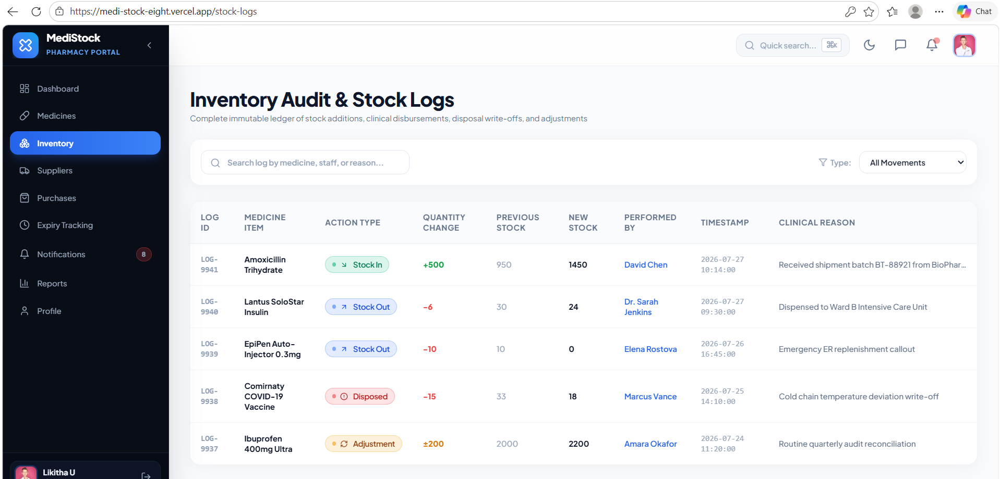 https://medi-stock-eight.vercel.app/stock-logs
Chat
MediStock
PHARMACY PORTAL
Quick search...
⌘K
Dashboard
Medicines
Inventory
Suppliers
Purchases
Expiry Tracking
Notifications
8
Reports
Profile
Likitha U
Inventory Audit & Stock Logs
Complete immutable ledger of stock additions, clinical disbursements, disposal write-offs, and adjustments
Search log by medicine, staff, or reason...
Type:
All Movements
LOG
ID
MEDICINE
ITEM
ACTION TYPE
QUANTITY
CHANGE
PREVIOUS
STOCK
NEW
STOCK
PERFORMED
BY
TIMESTAMP
CLINICAL REASON
LOG-
9941
Amoxicillin
Trihydrate
Stock In
+500
950
1450
David Chen
2026-07-27
10:14:00
Received shipment batch BT-88921 from BioPhar...
LOG-
9940
Lantus SoloStar
Insulin
Stock Out
-6
30
24
Dr. Sarah
Jenkins
2026-07-27
09:30:00
Dispensed to Ward B Intensive Care Unit
LOG-
9939
EpiPen Auto-
Injector 0.3mg
Stock Out
-10
10
0
Elena Rostova
2026-07-26
16:45:00
Emergency ER replenishment callout
LOG-
9938
Comirnaty
COVID-19
Vaccine
Disposed
-15
33
18
Marcus Vance
2026-07-25
14:10:00
Cold chain temperature deviation write-off
LOG-
9937
Ibuprofen
400mg Ultra
Adjustment
±200
2000
2200
Amara Okafor
2026-07-24
11:20:00
Routine quarterly audit reconciliation